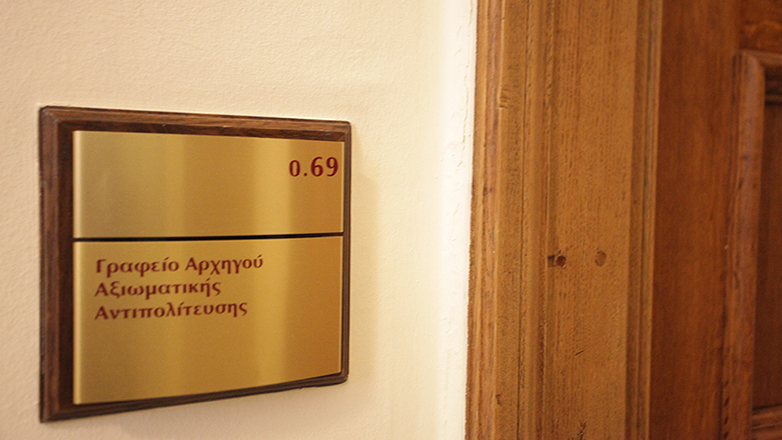 0.69
Γραφείο Αρχηγού
Αξιωματικής
Αντιπολίτευσης